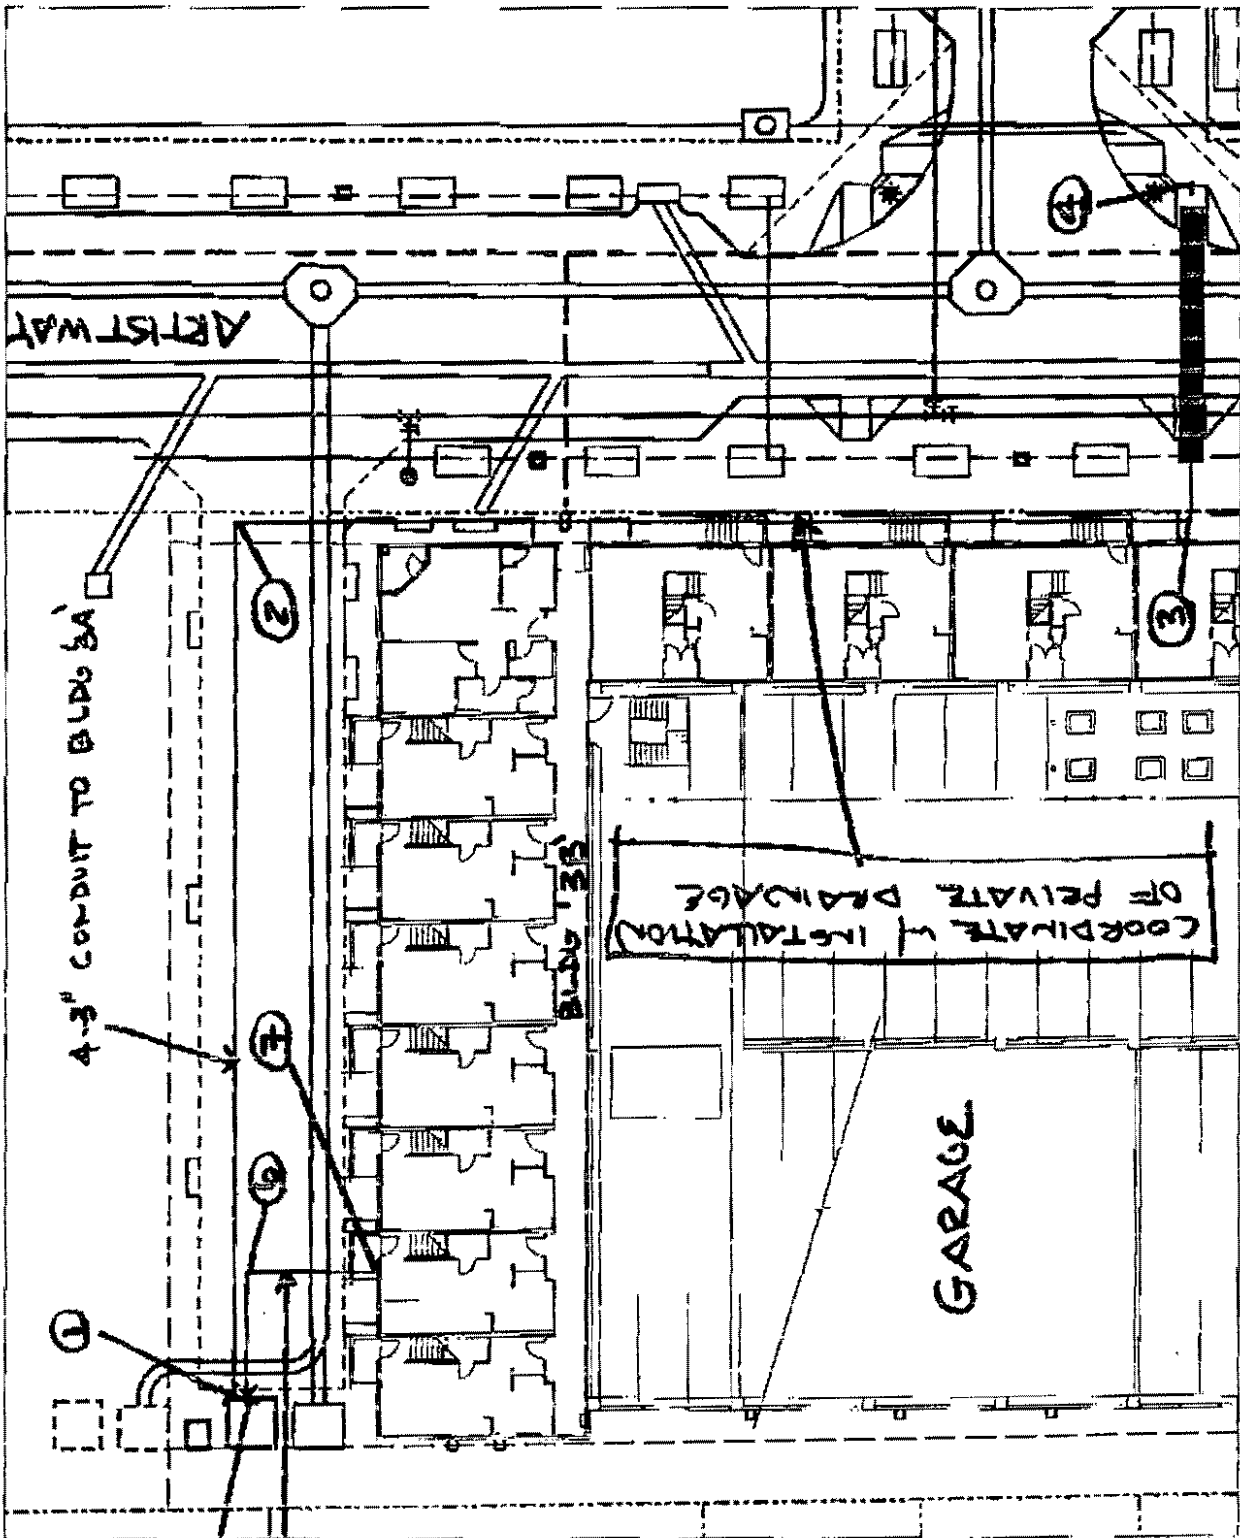 ARTIST WAY
4
2
3
4-3" CONDUIT TO BLDG '3A'
COORDINATE W/ INSTALLATION
OF PRIVATE DRAINAGE
BLDG '3B'
7
6
GARAGE
1